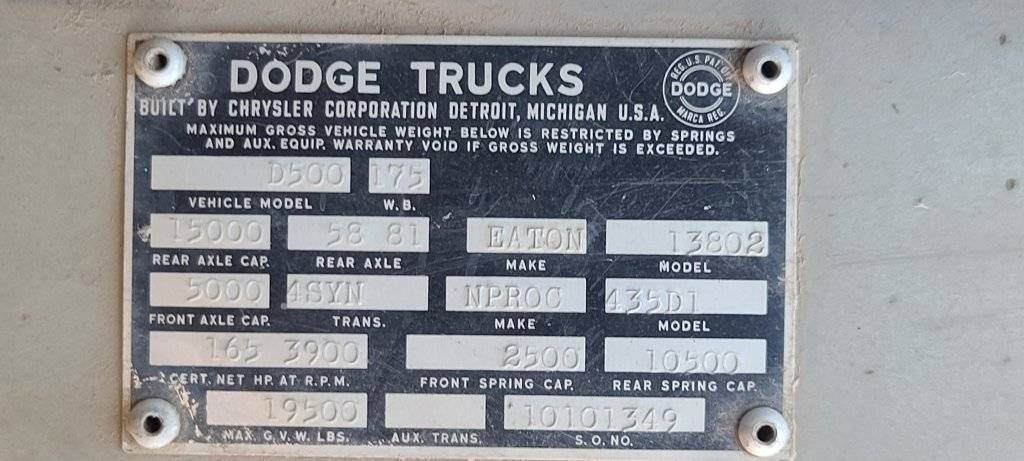 DODGE TRUCKS
REG. U.S. PAT. OFF.
DODGE
MARCA REG.
BUILT BY CHRYSLER CORPORATION DETROIT, MICHIGAN U.S.A.
MAXIMUM GROSS VEHICLE WEIGHT BELOW IS RESTRICTED BY SPRINGS
AND AUX. EQUIP. WARRANTY VOID IF GROSS WEIGHT IS EXCEEDED.
D500 175
VEHICLE MODEL W.B.
15000 58 81 EATON 13802
REAR AXLE CAP. REAR AXLE MAKE MODEL
5000 4SYN NPROC 435D1
FRONT AXLE CAP. TRANS. MAKE MODEL
165 3900 2500 10500
CERT. NET HP. AT R.P.M. FRONT SPRING CAP. REAR SPRING CAP.
19500 10101349
MAX. G.V.W. LBS. AUX. TRANS. S.O. NO.